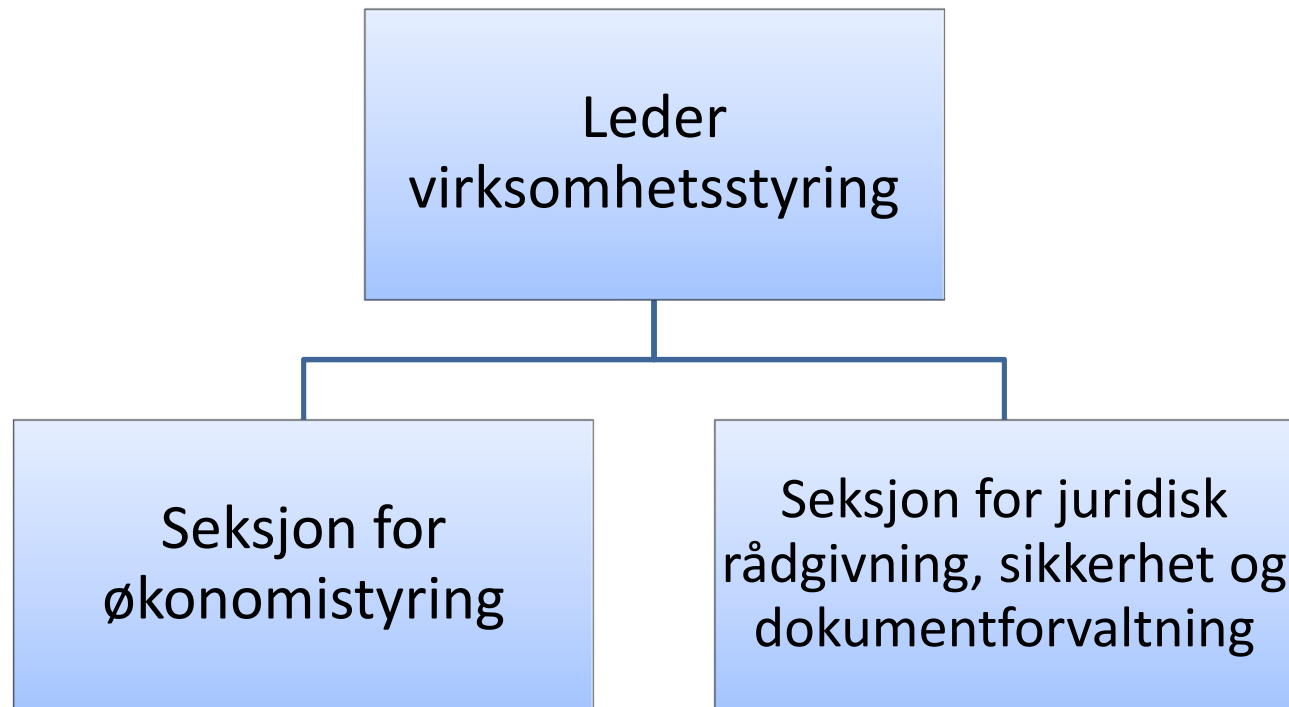 Leder
virksomhetsstyring
Seksjon for
økonomistyring
Seksjon for juridisk
rådgivning, sikkerhet og
dokumentforvaltning